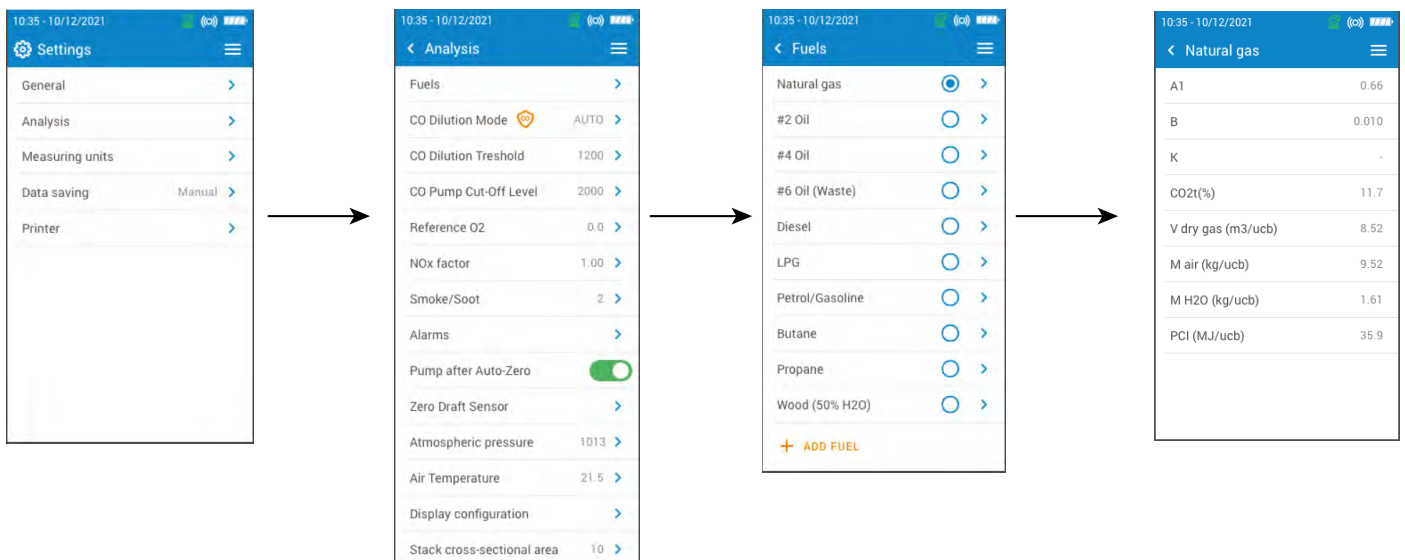 10:35 - 10/12/2021
Settings
General
Analysis
Measuring units
Data saving Manual
Printer
10:35 - 10/12/2021
Analysis
Fuels
CO Dilution Mode CO AUTO
CO Dilution Treshold 1200
CO Pump Cut-Off Level 2000
Reference O2 0.0
NOx factor 1.00
Smoke/Soot 2
Alarms
Pump after Auto-Zero
Zero Draft Sensor
Atmospheric pressure 1013
Air Temperature 21.5
Display configuration
Stack cross-sectional area 10
10:35 - 10/12/2021
Fuels
Natural gas
#2 Oil
#4 Oil
#6 Oil (Waste)
Diesel
LPG
Petrol/Gasoline
Butane
Propane
Wood (50% H2O)
+ ADD FUEL
10:35 - 10/12/2021
Natural gas
A1 0.66
B 0.010
K -
CO2t(%) 11.7
V dry gas (m3/ucb) 8.52
M air (kg/ucb) 9.52
M H2O (kg/ucb) 1.61
PCI (MJ/ucb) 35.9